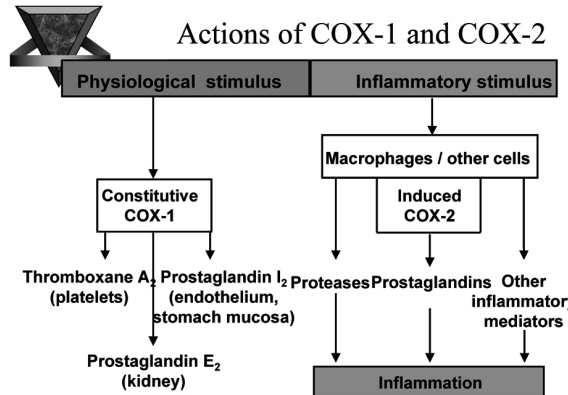 Actions of COX-1 and COX-2
Physiological stimulus
Inflammatory stimulus
Macrophages / other cells
Constitutive
COX-1
Induced
COX-2
Thromboxane A₂
(platelets)
Prostaglandin I₂
(endothelium,
stomach mucosa)
Prostaglandin E₂
(kidney)
Proteases
Prostaglandins
Other
inflammatory
mediators
Inflammation